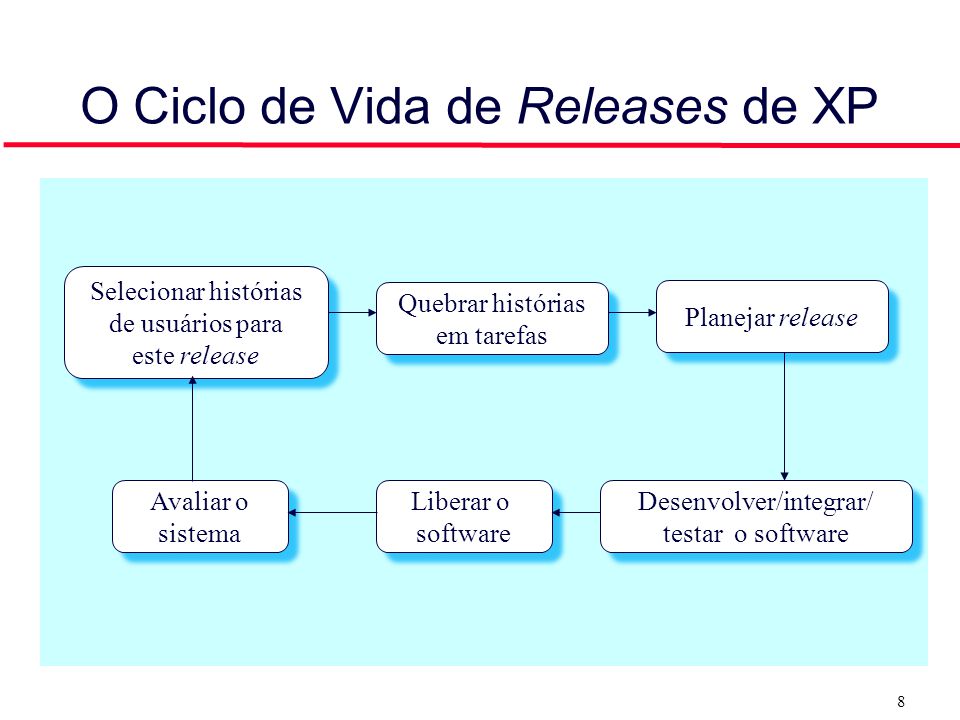 O Ciclo de Vida de Releases de XP
Selecionar histórias
de usuários para
este release
Quebrar histórias
em tarefas
Planejar release
Avaliar o
sistema
Liberar o
software
Desenvolver/integrar/
testar o software
8